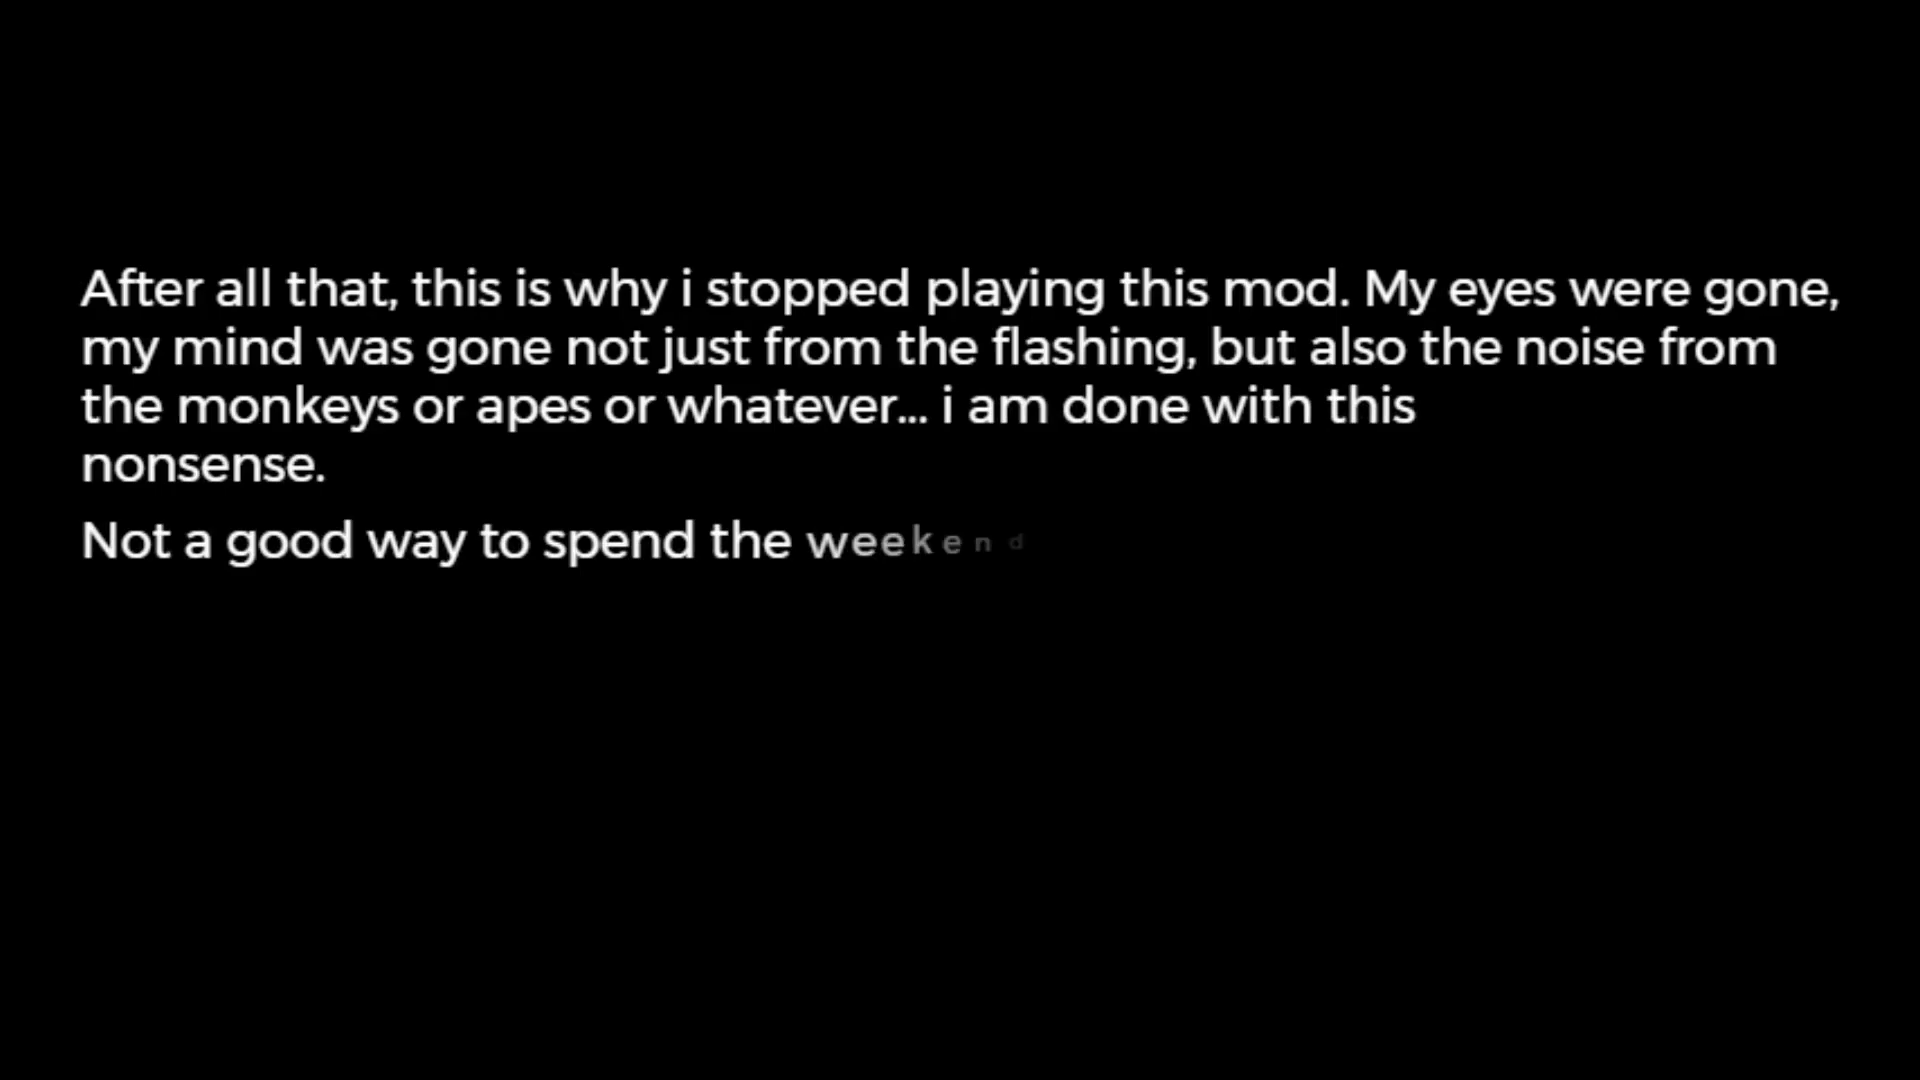 After all that, this is why i stopped playing this mod. My eyes were gone,
my mind was gone not just from the flashing, but also the noise from
the monkeys or apes or whatever... i am done with this
nonsense.
Not a good way to spend the weekend